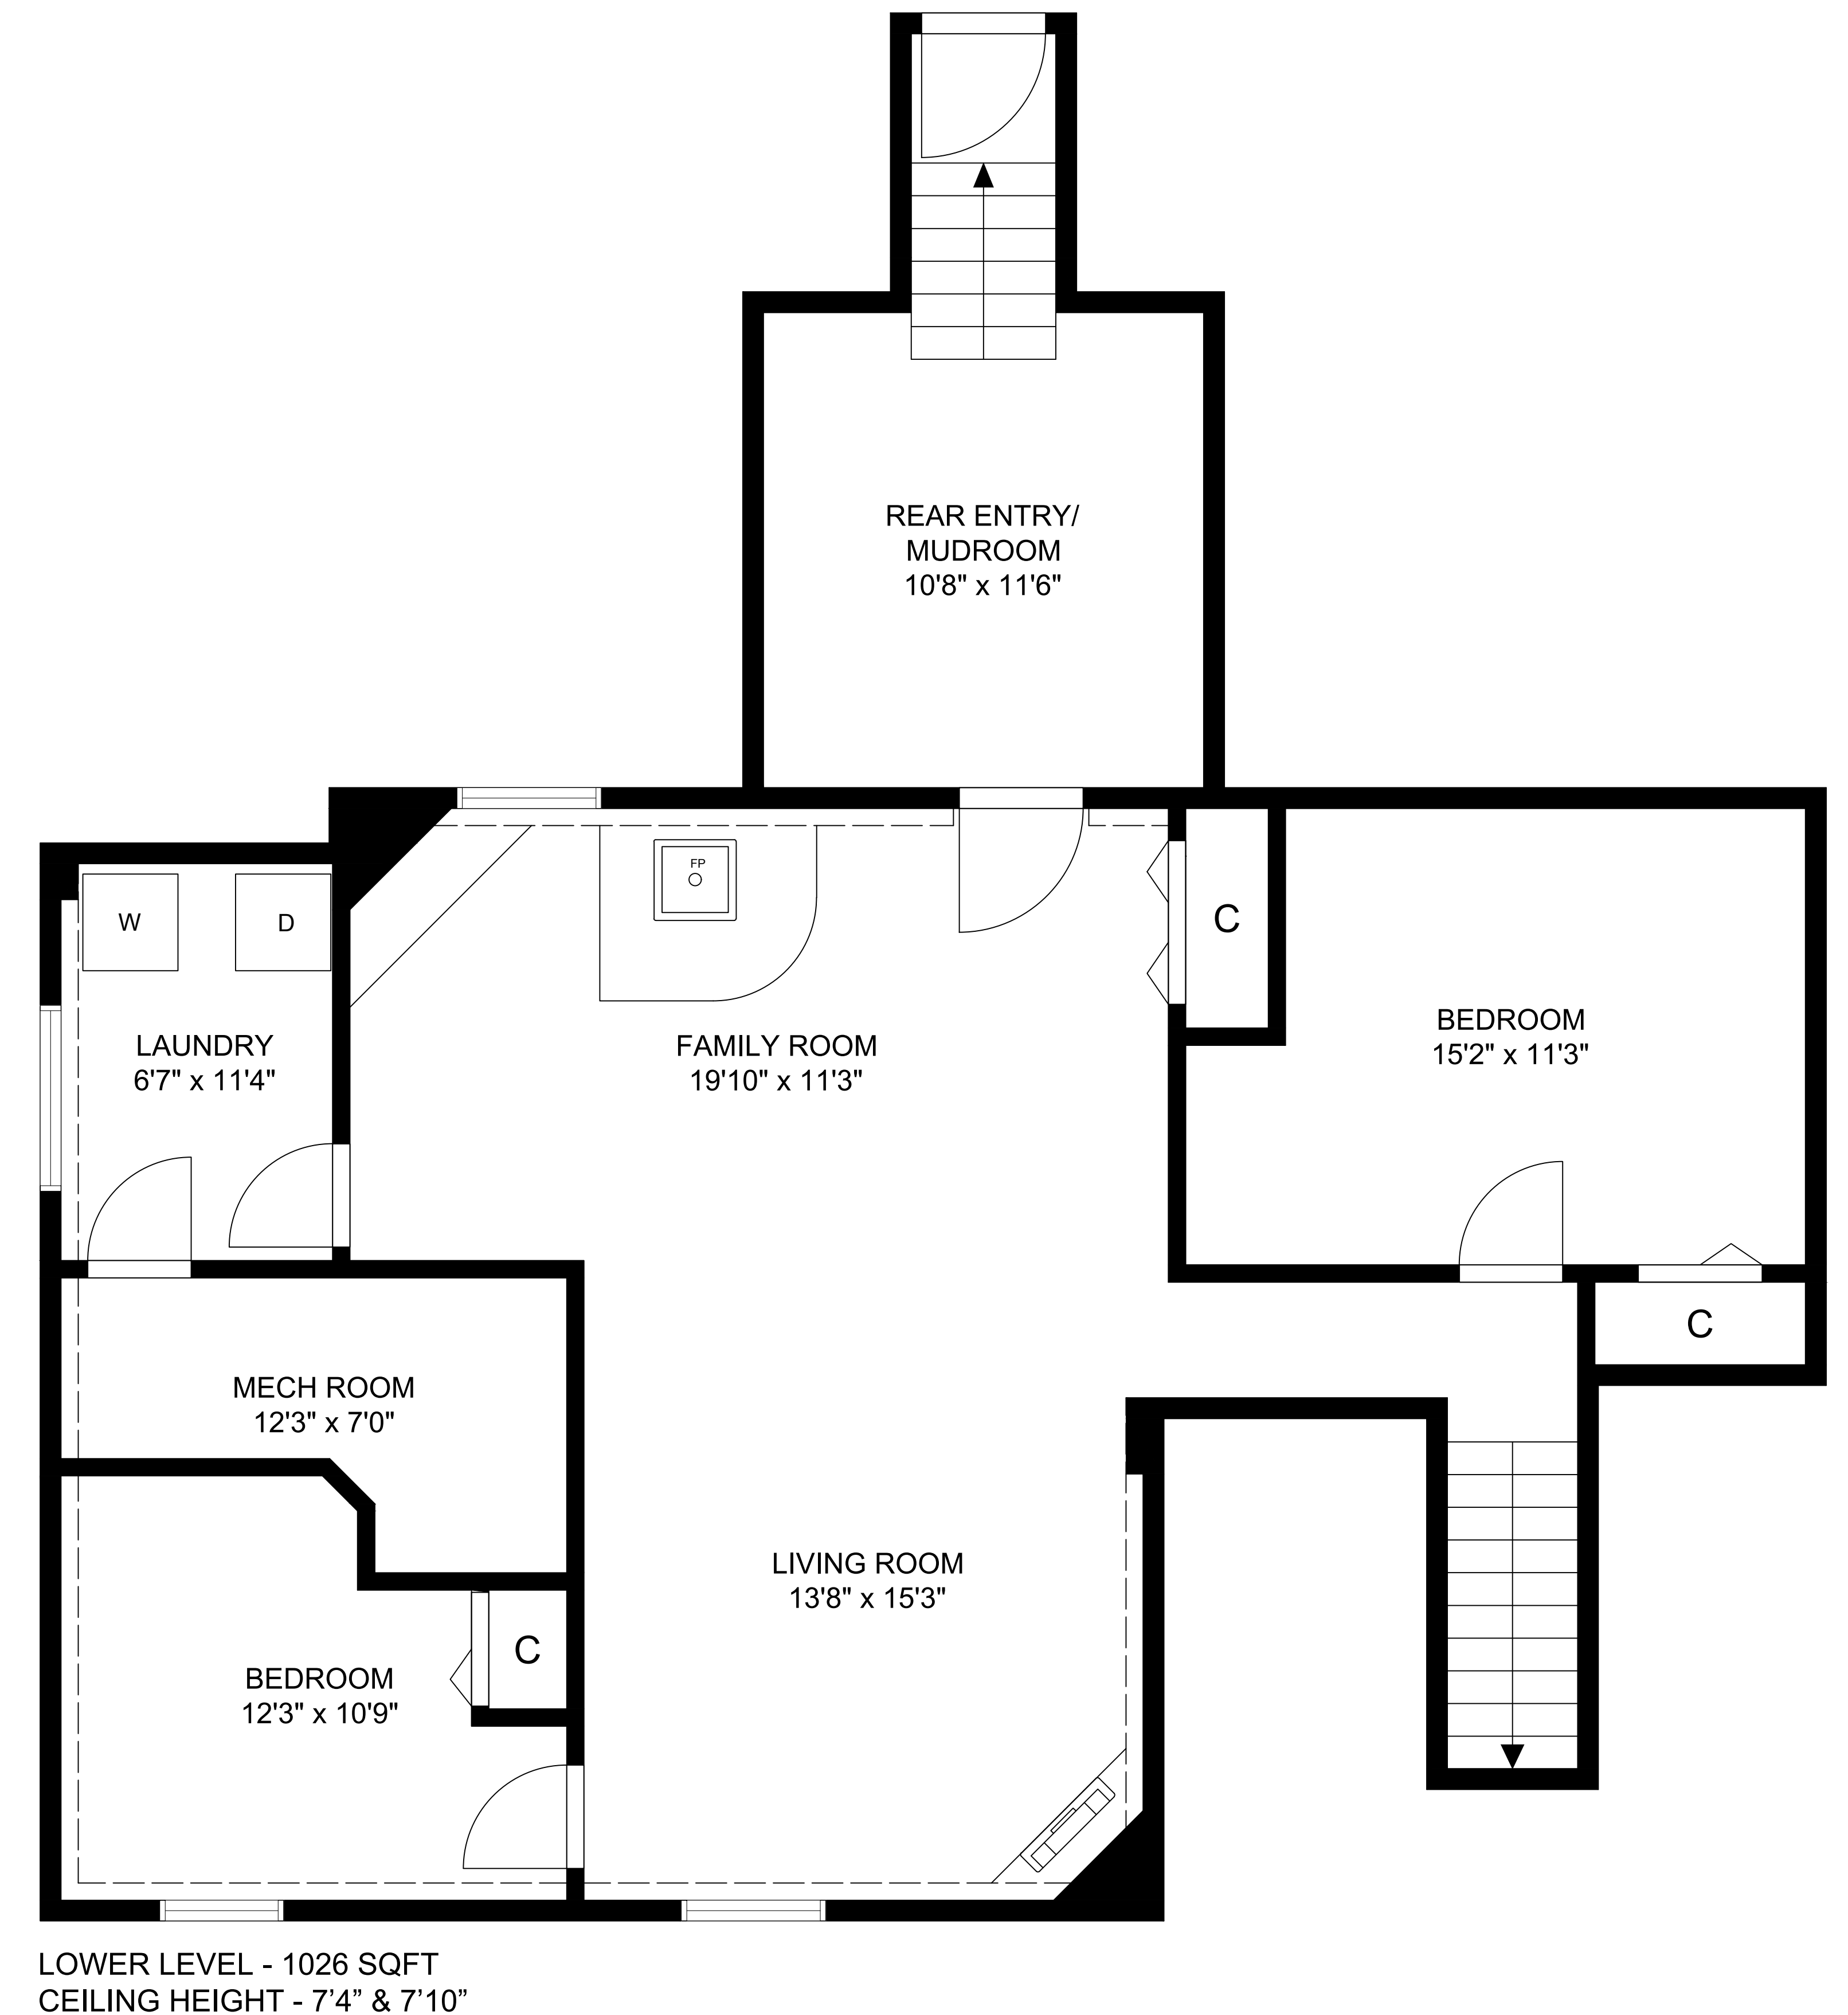 REAR ENTRY/
MUDROOM
10'8" x 11'6"
FP
W
D
C
LAUNDRY
6'7" x 11'4"
FAMILY ROOM
19'10" x 11'3"
BEDROOM
15'2" x 11'3"
C
MECH ROOM
12'3" x 7'0"
LIVING ROOM
13'8" x 15'3"
C
BEDROOM
12'3" x 10'9"
LOWER LEVEL - 1026 SQFT
CEILING HEIGHT - 7’4” & 7’10”